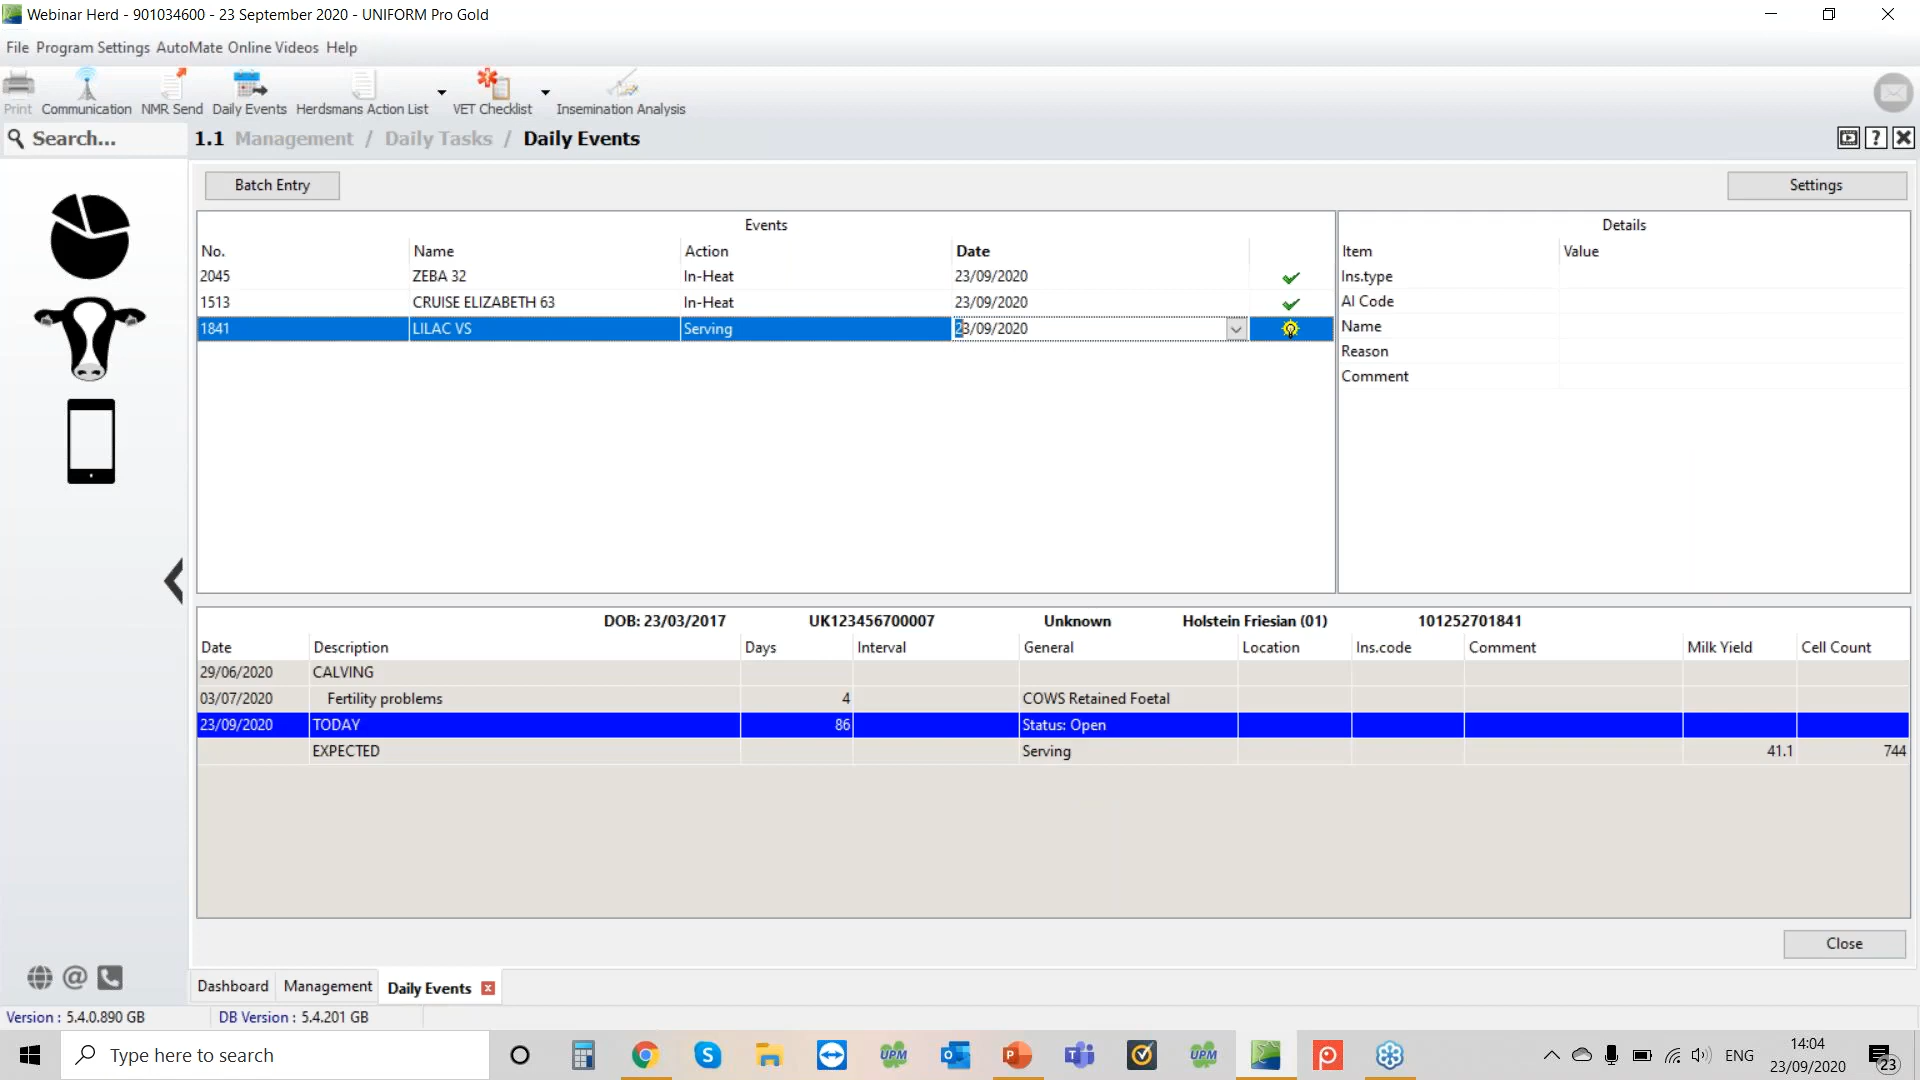 Webinar Herd - 901034600 - 23 September 2020 - UNIFORM Pro Gold
File Program Settings AutoMate Online Videos Help
Print Communication NMR Send Daily Events Herdsmans Action List VET Checklist Insemination Analysis
Search... 1.1 Management / Daily Tasks / Daily Events ?
Batch Entry Settings
Events Details
No. Name Action Date Item Value
2045 ZEBA 32 In-Heat 23/09/2020 Ins.type
1513 CRUISE ELIZABETH 63 In-Heat 23/09/2020 AI Code
1841 LILAC VS Serving 23/09/2020 Name
Reason
Comment
DOB: 23/03/2017 UK123456700007 Unknown Holstein Friesian (01) 101252701841
Date Description Days Interval General Location Ins.code Comment Milk Yield Cell Count
29/06/2020 CALVING
03/07/2020 Fertility problems 4 COWS Retained Foetal
23/09/2020 TODAY 86 Status: Open
EXPECTED Serving 41.1 744
Close
@ Dashboard Management Daily Events x
Version : 5.4.0.890 GB DB Version : 5.4.201 GB
Type here to search S UPM P UPM ENG 14:04
23/09/2020 23